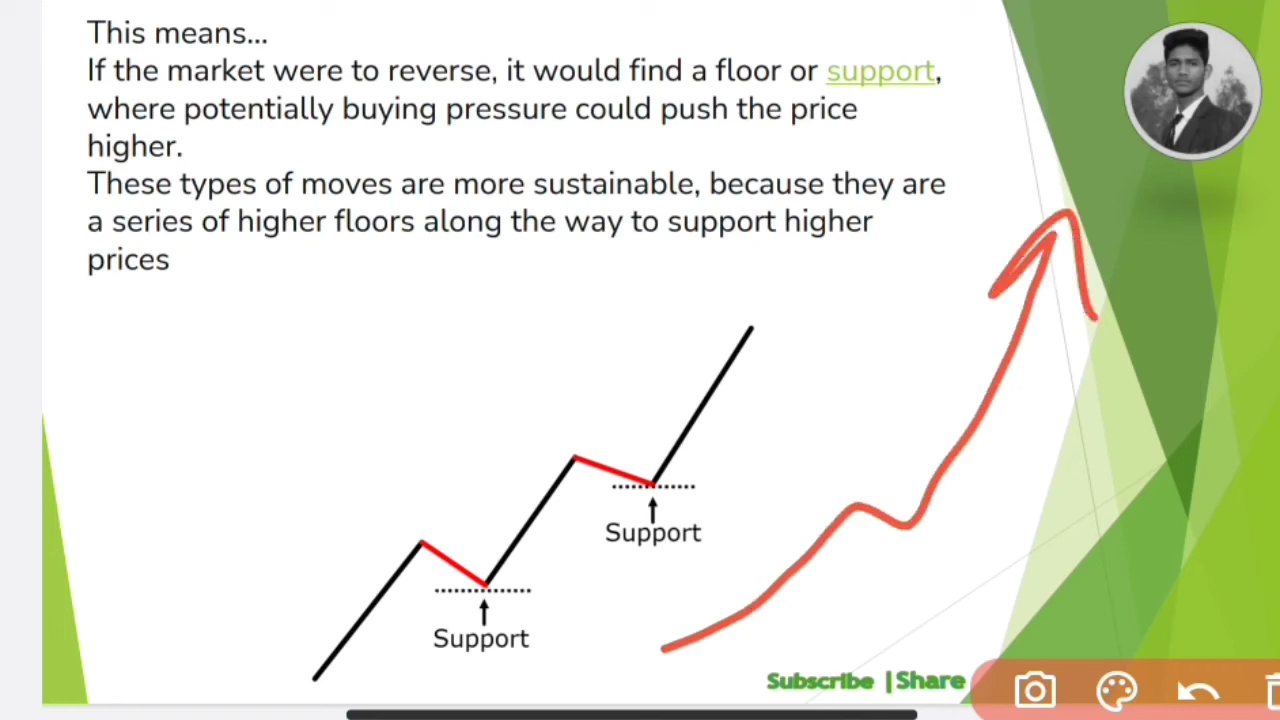 This means...
If the market were to reverse, it would find a floor or support,
where potentially buying pressure could push the price
higher.
These types of moves are more sustainable, because they are
a series of higher floors along the way to support higher
prices
Support
Support
Subscribe |Share